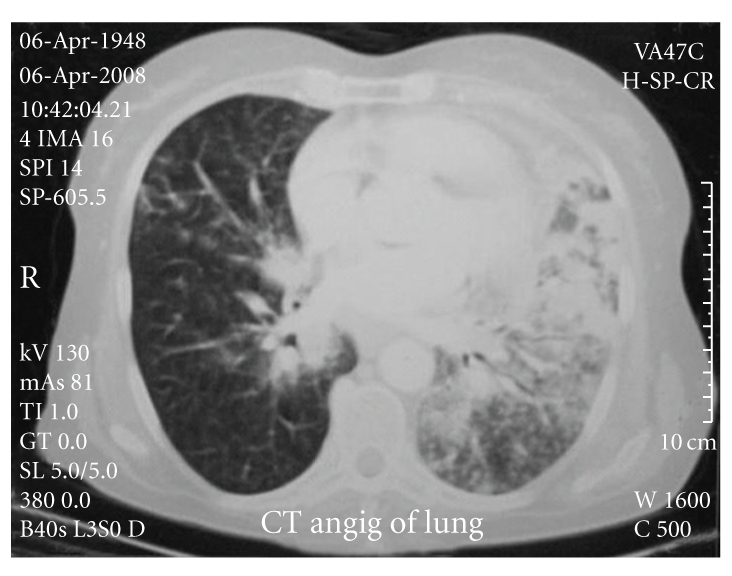 06-Apr-1948
06-Apr-2008
10:42:04.21
4 IMA 16
SPI 14
SP-605.5
VA47C
H-SP-CR
R
kV 130
mAs 81
TI 1.0
GT 0.0
SL 5.0/5.0
380 0.0
B40s L3S0 D
10 cm
W 1600
C 500
CT angig of lung